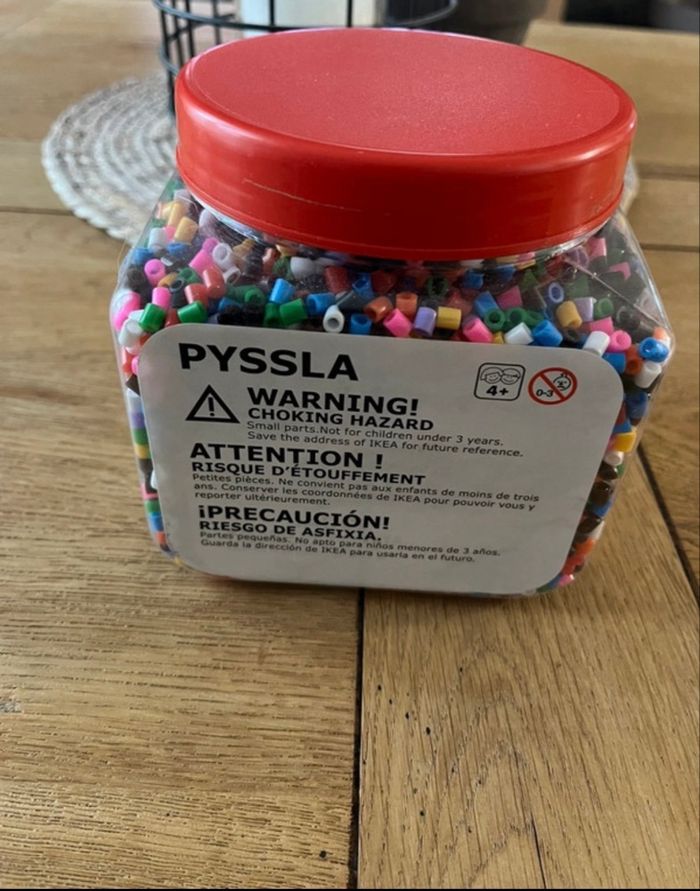 PYSSLA
4+
0-3
WARNING!
CHOKING HAZARD
Small parts.Not for children under 3 years.
Save the address of IKEA for future reference.
ATTENTION !
RISQUE D'ÉTOUFFEMENT
Petites pièces. Ne convient pas aux enfants de moins de trois
ans. Conserver les coordonnées de IKEA pour pouvoir vous y
reporter ultérieurement.
¡PRECAUCIÓN!
RIESGO DE ASFIXIA.
Partes pequeñas. No apto para niños menores de 3 años.
Guarda la dirección de IKEA para usarla en el futuro.